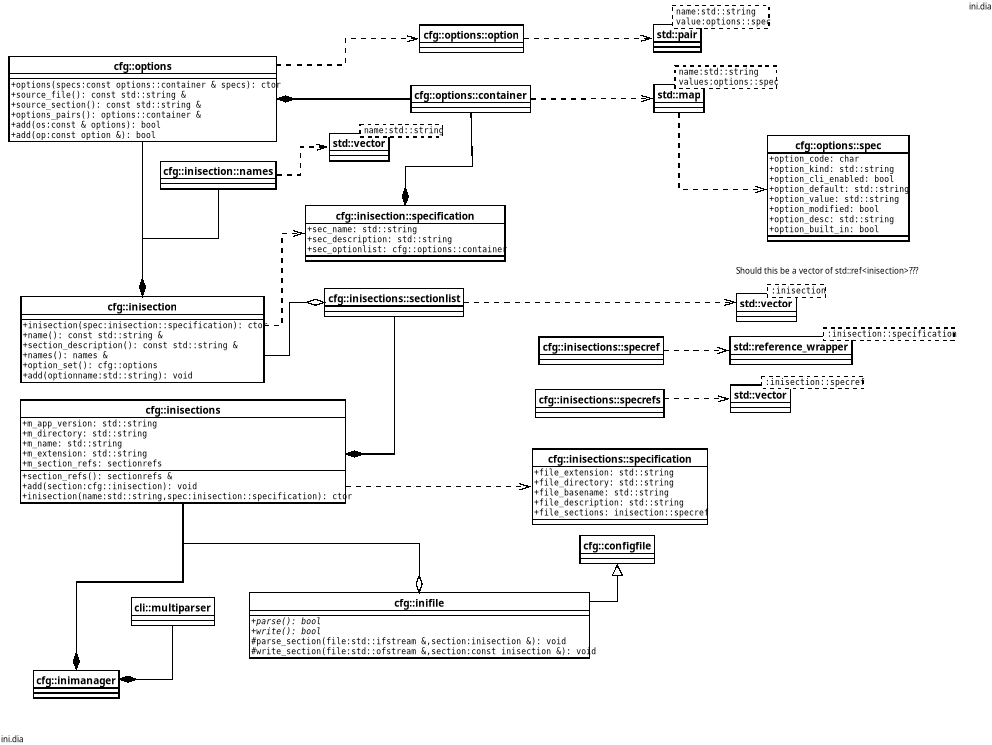 ini.dia
name:std::string
value:options::spec
std::pair
cfg::options::option
cfg::options
+options(specs:const options::container & specs): ctor
+source_file(): const std::string &
+source_section(): const std::string &
+options_pairs(): options::container &
+add(os:const & options): bool
+add(op:const option &): bool
name:std::string
values:options::spec
std::map
cfg::options::container
name:std::string
std::vector
cfg::inisection::names
cfg::options::spec
+option_code: char
+option_kind: std::string
+option_cli_enabled: bool
+option_default: std::string
+option_value: std::string
+option_modified: bool
+option_desc: std::string
+option_built_in: bool
cfg::inisection::specification
+sec_name: std::string
+sec_description: std::string
+sec_optionlist: cfg::options::container
Should this be a vector of std::ref<inisection>???
:inisection
std::vector
cfg::inisections::sectionlist
cfg::inisection
+inisection(spec:inisection::specification): ctor
+name(): const std::string &
+section_description(): const std::string &
+names(): names &
+option_set(): cfg::options
+add(optionname:std::string): void
:inisection::specification
std::reference_wrapper
cfg::inisections::specref
:inisection::specref
std::vector
cfg::inisections::specrefs
cfg::inisections
+m_app_version: std::string
+m_directory: std::string
+m_name: std::string
+m_extension: std::string
+m_section_refs: sectionrefs
+section_refs(): sectionrefs &
+add(section:cfg::inisection): void
+inisection(name:std::string,spec:inisection::specification): ctor
cfg::inisections::specification
+file_extension: std::string
+file_directory: std::string
+file_basename: std::string
+file_description: std::string
+file_sections: inisection::specref
cfg::configfile
cfg::inifile
+parse(): bool
+write(): bool
#parse_section(file:std::ifstream &,section:inisection &): void
#write_section(file:std::ofstream &,section:const inisection &): void
cli::multiparser
cfg::inimanager
ini.dia